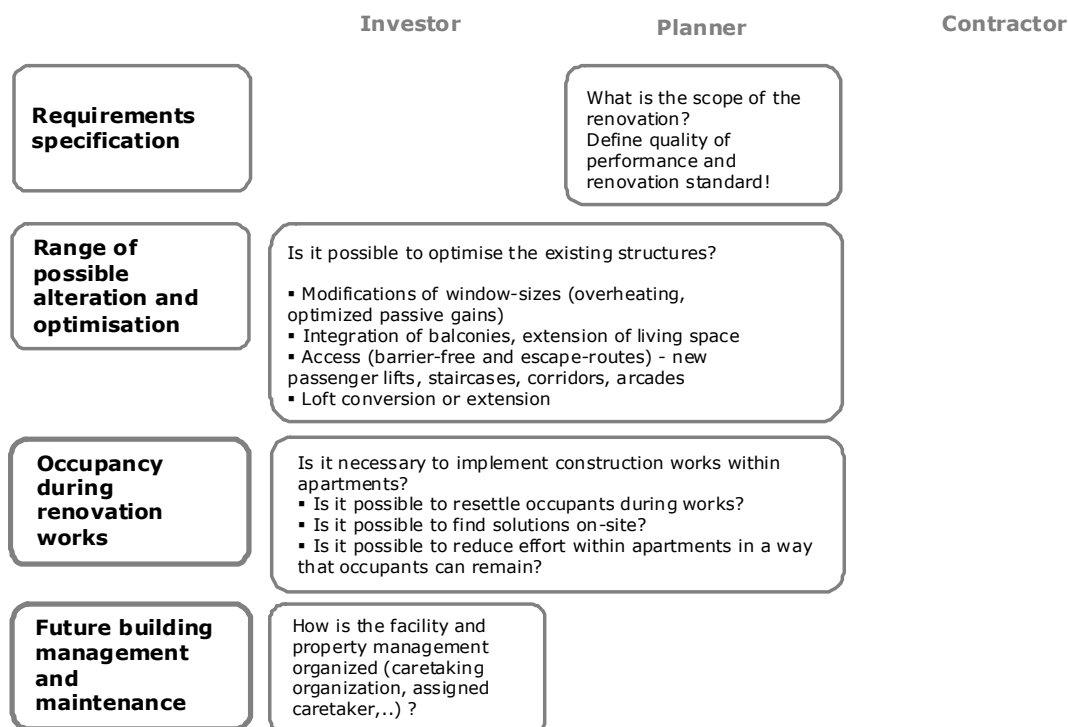 Investor
Planner
Contractor
Requirements
specification
What is the scope of the
renovation?
Define quality of
performance and
renovation standard!
Range of
possible
alteration and
optimisation
Is it possible to optimise the existing structures?
▪ Modifications of window-sizes (overheating,
optimized passive gains)
▪ Integration of balconies, extension of living space
▪ Access (barrier-free and escape-routes) - new
passenger lifts, staircases, corridors, arcades
▪ Loft conversion or extension
Occupancy
during
renovation
works
Is it necessary to implement construction works within
apartments?
▪ Is it possible to resettle occupants during works?
▪ Is it possible to find solutions on-site?
▪ Is it possible to reduce effort within apartments in a way
that occupants can remain?
Future building
management
and
maintenance
How is the facility and
property management
organized (caretaking
organization, assigned
caretaker,..) ?